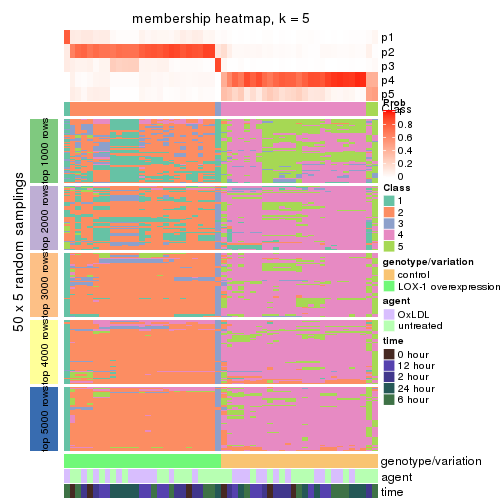 membership heatmap, k = 5
p1
p2
p3
p4
p5
Class
Prob
1
0.8
0.6
0.4
0.2
0
Class
1
2
3
4
5
genotype/variation
control
LOX-1 overexpression
agent
OxLDL
untreated
time
0 hour
12 hour
2 hour
24 hour
6 hour
50 x 5 random samplings
top 1000 rows
top 2000 rows
top 3000 rows
top 4000 rows
top 5000 rows
genotype/variation
agent
time